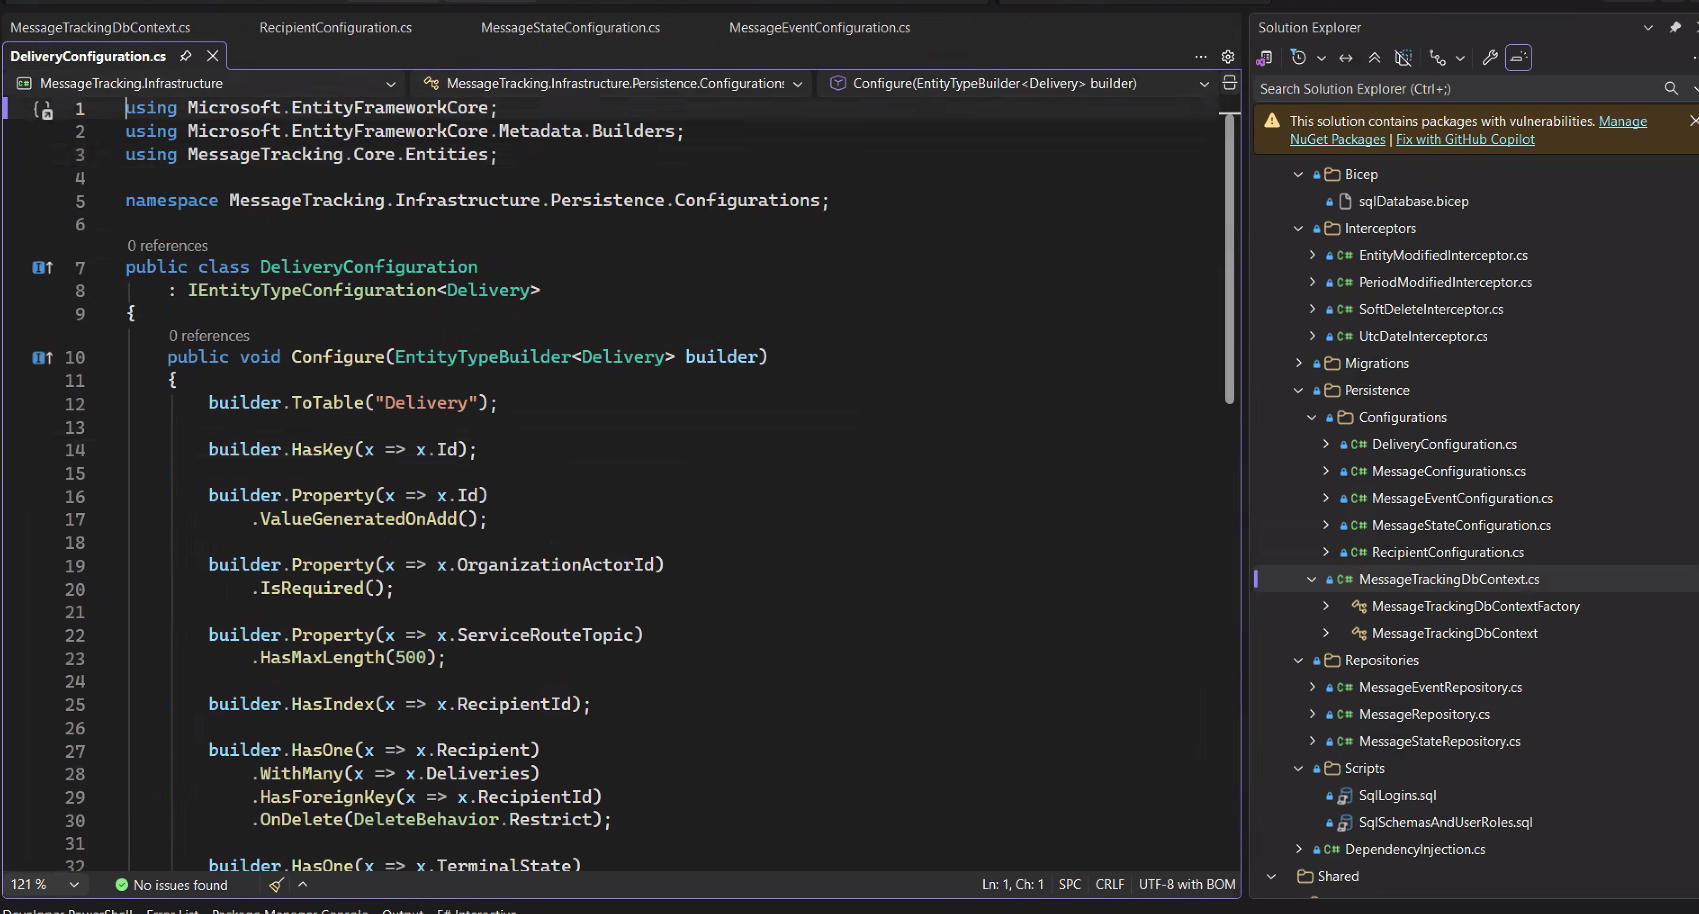 MessageTrackingDbContext.cs RecipientConfiguration.cs MessageStateConfiguration.cs MessageEventConfiguration.cs
DeliveryConfiguration.cs
MessageTracking.Infrastructure MessageTracking.Infrastructure.Persistence.Configurations Configure(EntityTypeBuilder<Delivery> builder)
1 using Microsoft.EntityFrameworkCore;
2 using Microsoft.EntityFrameworkCore.Metadata.Builders;
3 using MessageTracking.Core.Entities;
4
5 namespace MessageTracking.Infrastructure.Persistence.Configurations;
6
0 references
7 public class DeliveryConfiguration
8 : IEntityTypeConfiguration<Delivery>
9 {
0 references
10 public void Configure(EntityTypeBuilder<Delivery> builder)
11 {
12 builder.ToTable("Delivery");
13
14 builder.HasKey(x => x.Id);
15
16 builder.Property(x => x.Id)
17 .ValueGeneratedOnAdd();
18
19 builder.Property(x => x.OrganizationActorId)
20 .IsRequired();
21
22 builder.Property(x => x.ServiceRouteTopic)
23 .HasMaxLength(500);
24
25 builder.HasIndex(x => x.RecipientId);
26
27 builder.HasOne(x => x.Recipient)
28 .WithMany(x => x.Deliveries)
29 .HasForeignKey(x => x.RecipientId)
30 .OnDelete(DeleteBehavior.Restrict);
31
32 builder.HasOne(x => x.TerminalState)
121 % No issues found Ln: 1, Ch: 1 SPC CRLF UTF-8 with BOM
Developer PowerShell Error List Package Manager Console Output F# Interactive
Solution Explorer
Search Solution Explorer (Ctrl+;)
This solution contains packages with vulnerabilities. Manage
NuGet Packages | Fix with GitHub Copilot
Bicep
sqlDatabase.bicep
Interceptors
C# EntityModifiedInterceptor.cs
C# PeriodModifiedInterceptor.cs
C# SoftDeleteInterceptor.cs
C# UtcDateInterceptor.cs
Migrations
Persistence
Configurations
C# DeliveryConfiguration.cs
C# MessageConfigurations.cs
C# MessageEventConfiguration.cs
C# MessageStateConfiguration.cs
C# RecipientConfiguration.cs
C# MessageTrackingDbContext.cs
MessageTrackingDbContextFactory
MessageTrackingDbContext
Repositories
C# MessageEventRepository.cs
C# MessageRepository.cs
C# MessageStateRepository.cs
Scripts
SqlLogins.sql
SqlSchemasAndUserRoles.sql
C# DependencyInjection.cs
Shared